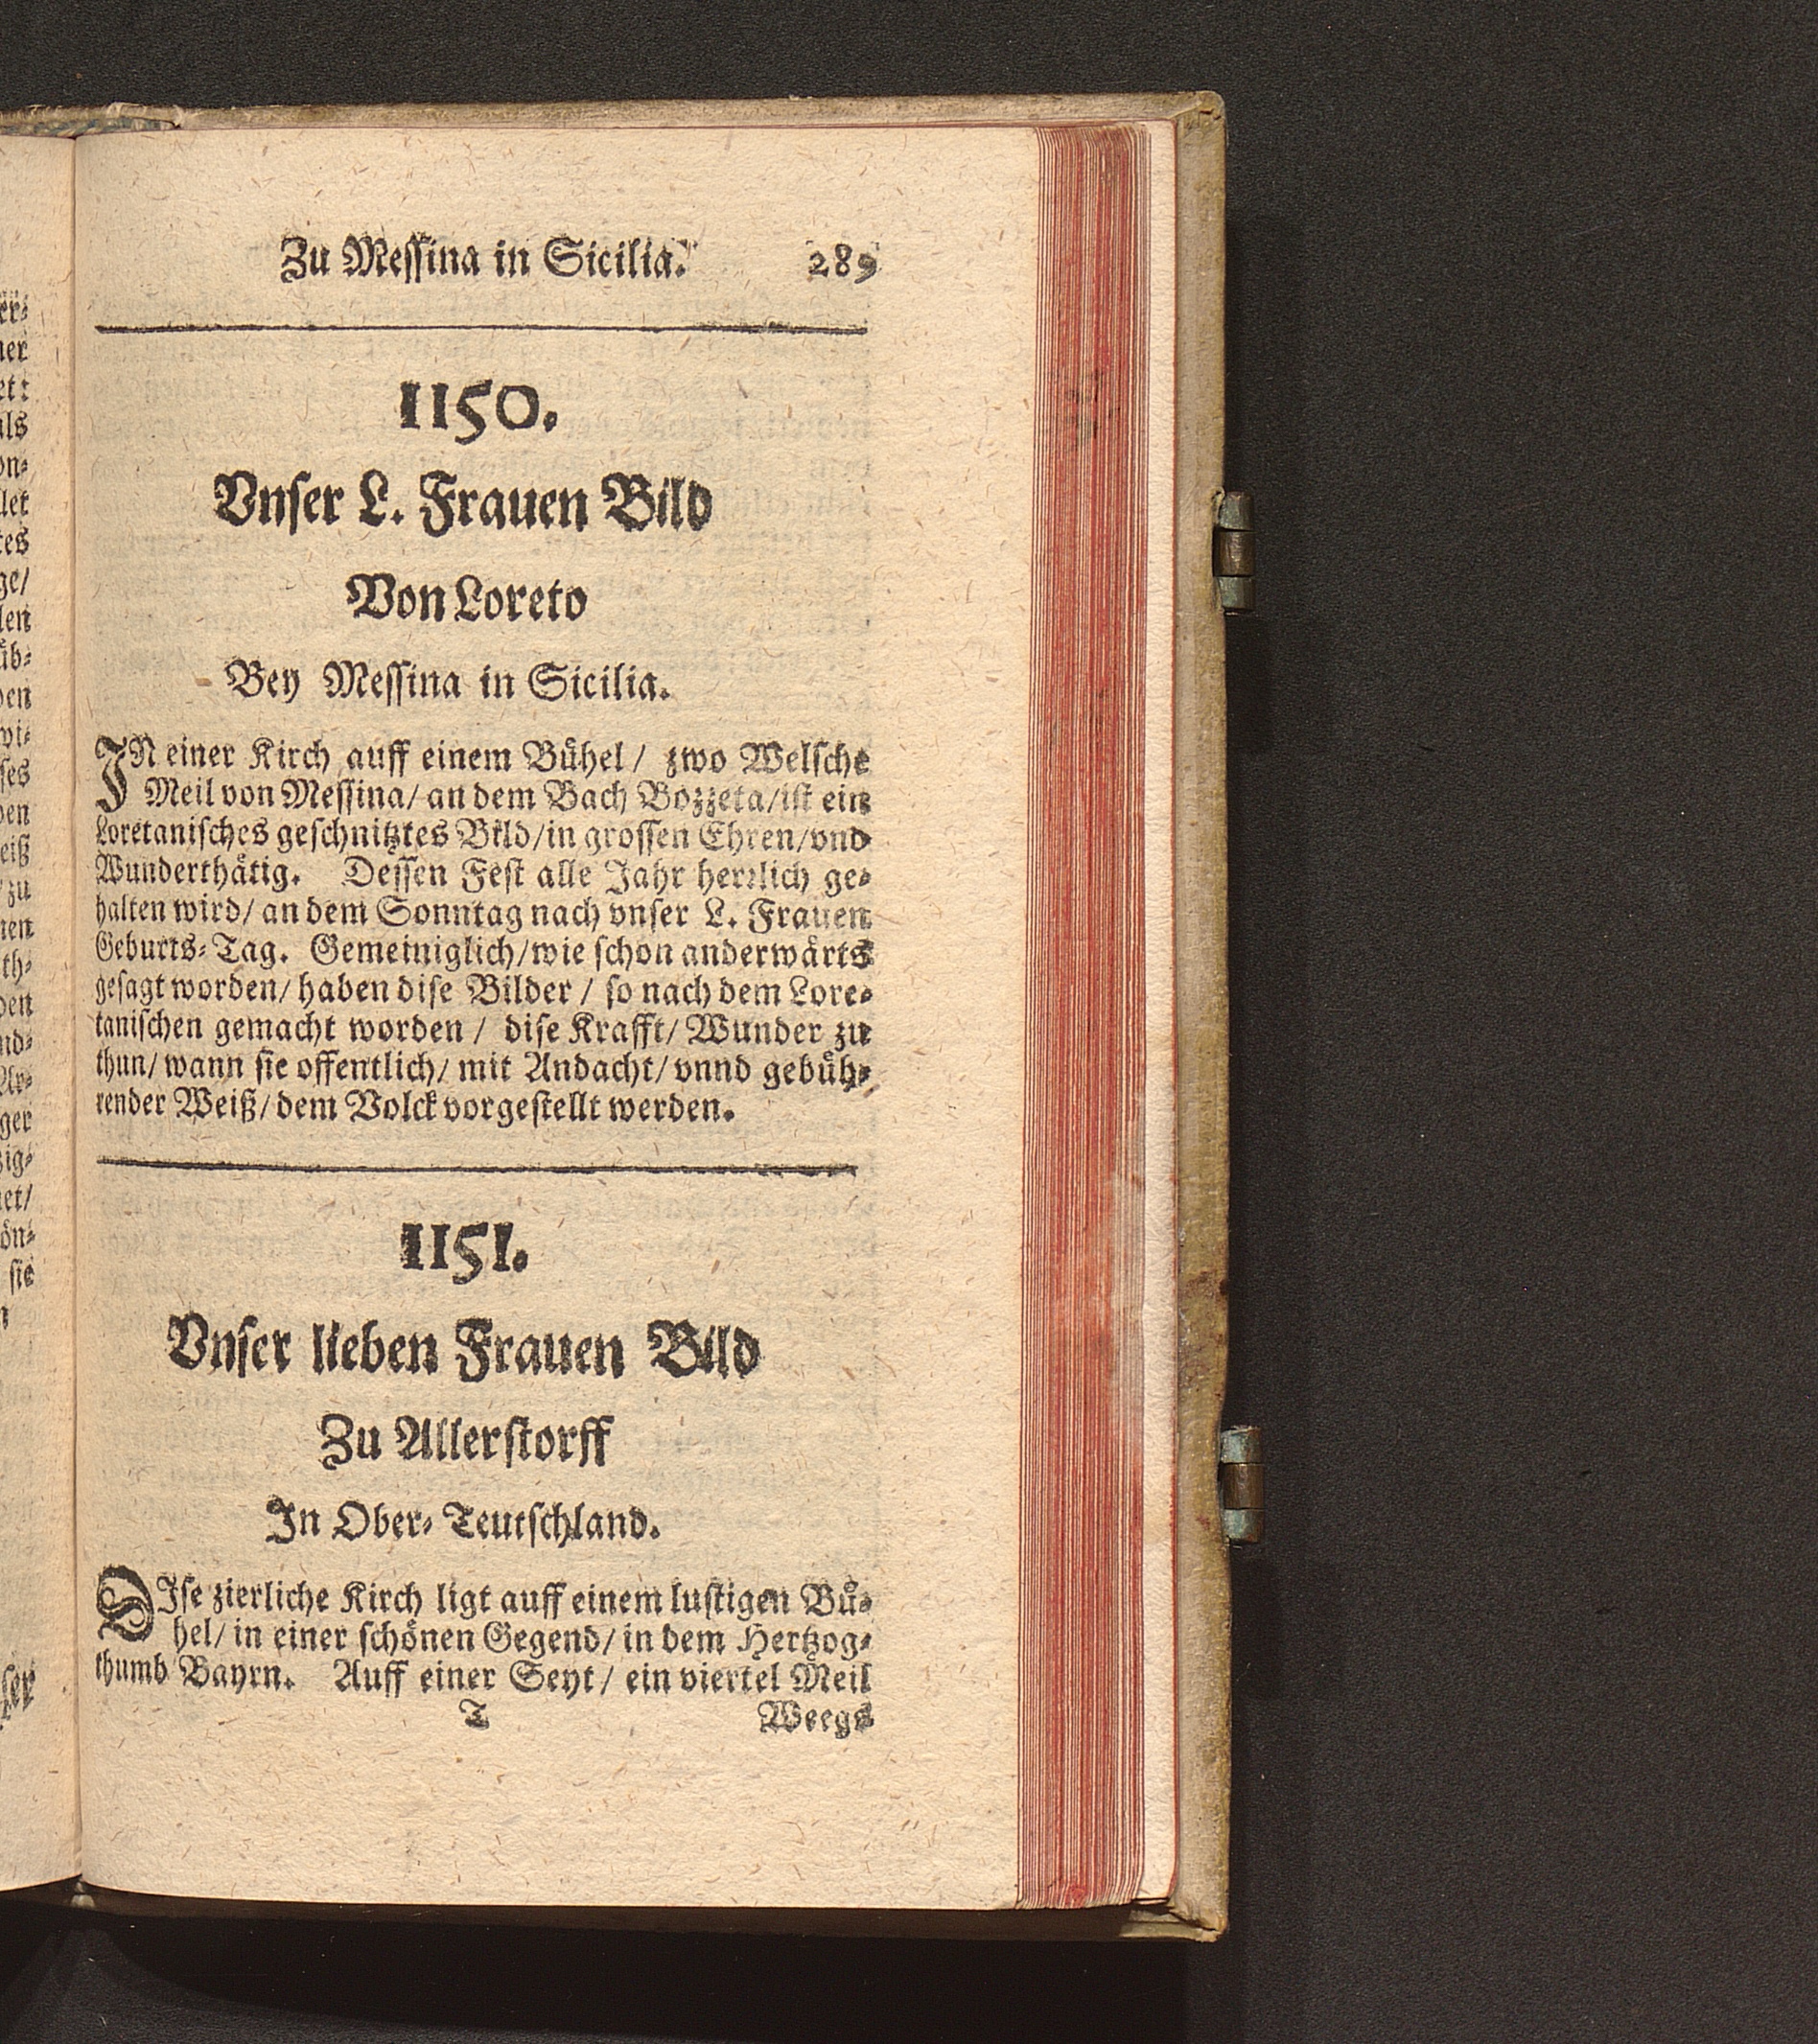 Zu Messina in Sicilia. 289
1150.
Vnser L. Frauen Bild
Von Loreto
Bey Messina in Sicilia.
IN einer Kirch auff einem Bühel / zwo Welsche
Meil von Messina/ an dem Bach Bozzeta/ist ein
Loretanisches geschnitztes Bild/in grossen Ehren/vnd
Wunderthätig. Dessen Fest alle Jahr herrlich ge-
halten wird/ an dem Sonntag nach vnser L. Frauen
Geburts-Tag. Gemeiniglich/wie schon anderwärts
gesagt worden/ haben dise Bilder / so nach dem Lore-
tanischen gemacht worden / dise Krafft/ Wunder zu
thun/ wann sie offentlich/ mit Andacht/ vnnd gebüh-
render Weiß/ dem Volck vorgestellt werden.
1151.
Vnser lieben Frauen Bild
Zu Allerstorff
In Ober-Teutschland.
DIse zierliche Kirch ligt auff einem lustigen Bü-
hel/ in einer schönen Gegend/ in dem Hertzog-
thumb Bayrn. Auff einer Seyt / ein viertel Meil
T Weegs